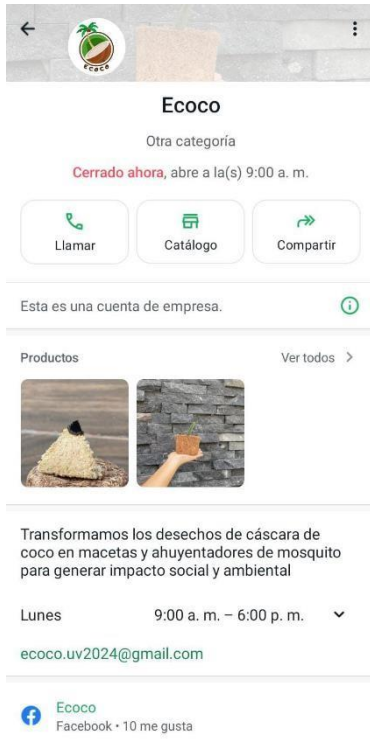 Ecoco
Ecoco
Otra categoría
Cerrado ahora, abre a la(s) 9:00 a. m.
Llamar
Catálogo
Compartir
Esta es una cuenta de empresa.
Productos
Ver todos
Transformamos los desechos de cáscara de
coco en macetas y ahuyentadores de mosquito
para generar impacto social y ambiental
Lunes
9:00 a. m. – 6:00 p. m.
ecoco.uv2024@gmail.com
Ecoco
Facebook • 10 me gusta